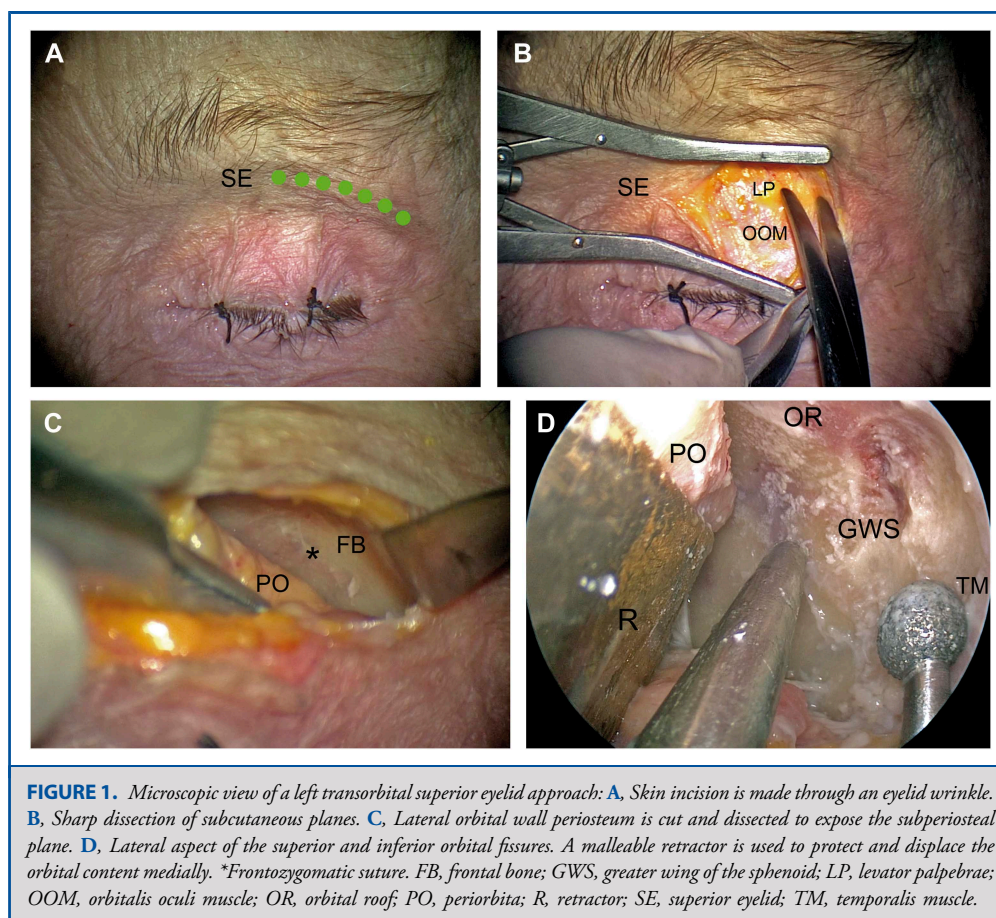 A
SE
B
SE
LP
OOM
C
*
FB
PO
D
OR
PO
GWS
TM
R
FIGURE 1. Microscopic view of a left transorbital superior eyelid approach: A, Skin incision is made through an eyelid wrinkle.
B, Sharp dissection of subcutaneous planes. C, Lateral orbital wall periosteum is cut and dissected to expose the subperiosteal
plane. D, Lateral aspect of the superior and inferior orbital fissures. A malleable retractor is used to protect and displace the
orbital content medially. *Frontozygomatic suture. FB, frontal bone; GWS, greater wing of the sphenoid; LP, levator palpebrae;
OOM, orbitalis oculi muscle; OR, orbital roof; PO, periorbita; R, retractor; SE, superior eyelid; TM, temporalis muscle.